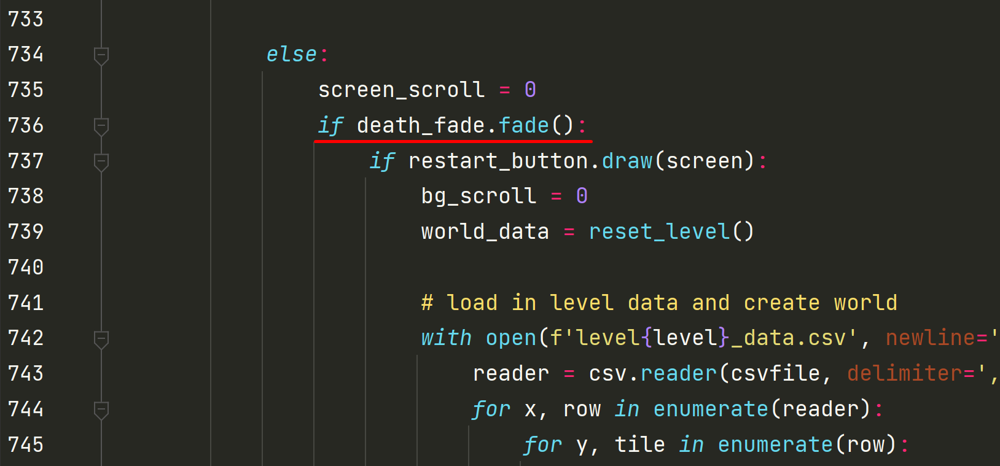 733
734 else:
735 screen_scroll = 0
736 if death_fade.fade():
737 if restart_button.draw(screen):
738 bg_scroll = 0
739 world_data = reset_level()
740
741 # load in level data and create world
742 with open(f'level{level}_data.csv', newline='
743 reader = csv.reader(csvfile, delimiter=',
744 for x, row in enumerate(reader):
745 for y, tile in enumerate(row):